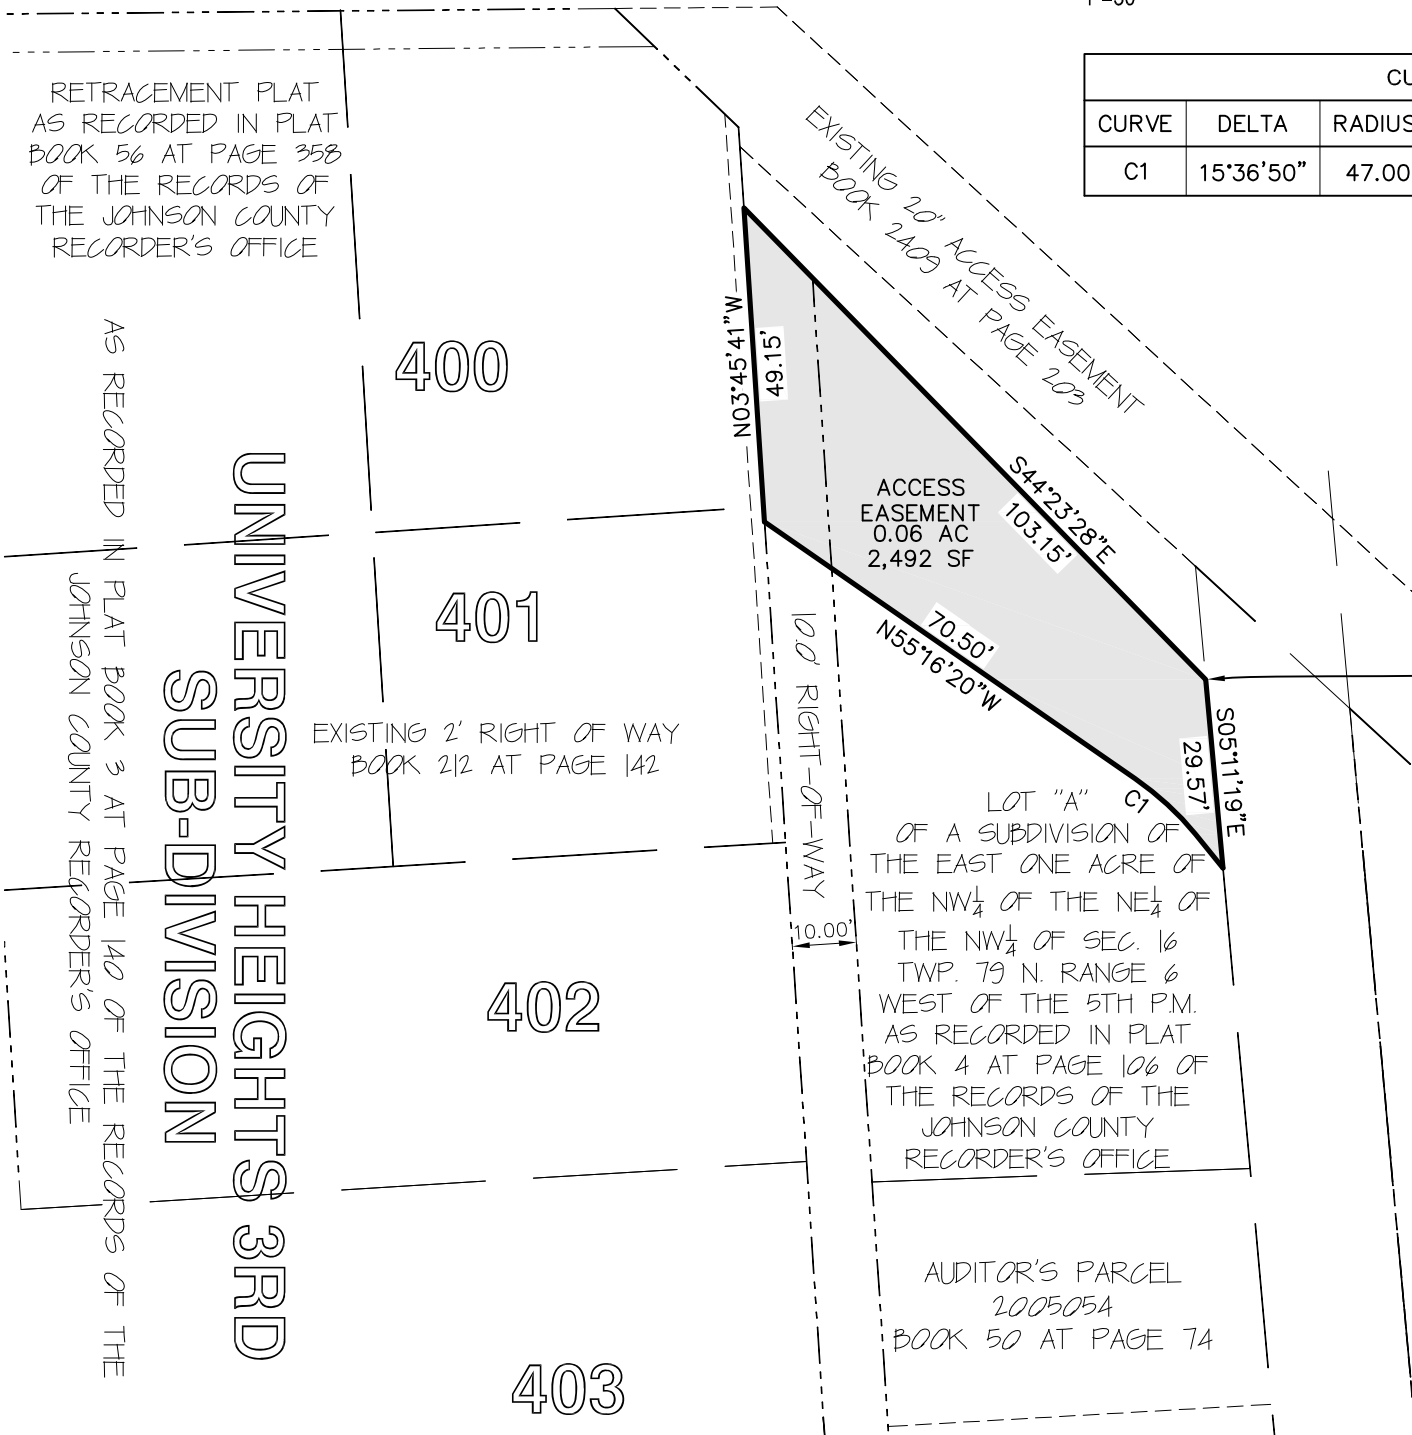 RETRACEMENT PLAT
AS RECORDED IN PLAT
BOOK 56 AT PAGE 358
OF THE RECORDS OF
THE JOHNSON COUNTY
RECORDER'S OFFICE
CURVE
DELTA
RADIUS
C1
15°36'50"
47.00
EXISTING 20" ACCESS EASEMENT
BOOK 2409 AT PAGE 203
400
N03°45'41"W
49.15'
S44°23'28"E
103.15'
ACCESS
EASEMENT
0.06 AC
2,492 SF
401
70.50'
N55°16'20"W
S05°11'19"E
29.57'
C1
EXISTING 2' RIGHT OF WAY
BOOK 212 AT PAGE 142
10.0' RIGHT-OF-WAY
10.00'
AS RECORDED IN PLAT BOOK 3 AT PAGE 140 OF THE RECORDS OF THE
JOHNSON COUNTY RECORDER'S OFFICE
UNIVERSITY HEIGHTS 3RD
SUB-DIVISION
LOT "A"
OF A SUBDIVISION OF
THE EAST ONE ACRE OF
THE NW¼ OF THE NE¼ OF
THE NW¼ OF SEC. 16
TWP. 79 N. RANGE 6
WEST OF THE 5TH P.M.
AS RECORDED IN PLAT
BOOK 4 AT PAGE 106 OF
THE RECORDS OF THE
JOHNSON COUNTY
RECORDER'S OFFICE
402
AUDITOR'S PARCEL
2005054
BOOK 50 AT PAGE 74
403